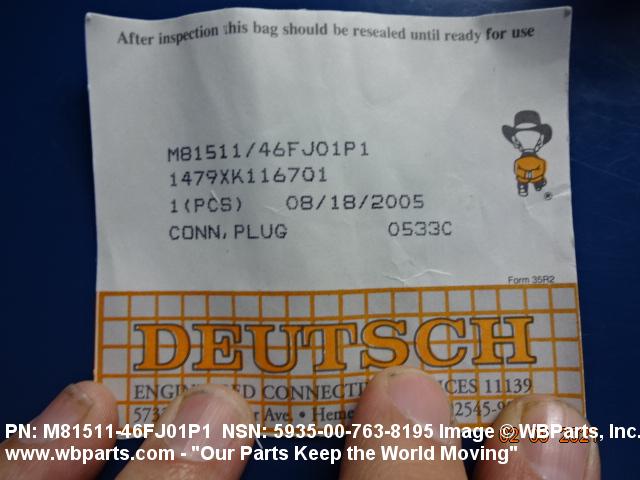 After inspection this bag should be resealed until ready for use
M81511/46FJ01P1
1479XK116701
1(PCS) 08/18/2005
CONN,PLUG 0533C
®
Form 35R2
DEUTSCH
11139
Ave. •
PN: M81511-46FJ01P1 NSN: 5935-00-763-8195 Image © WBParts, Inc.
www.wbparts.com - "Our Parts Keep the World Moving"